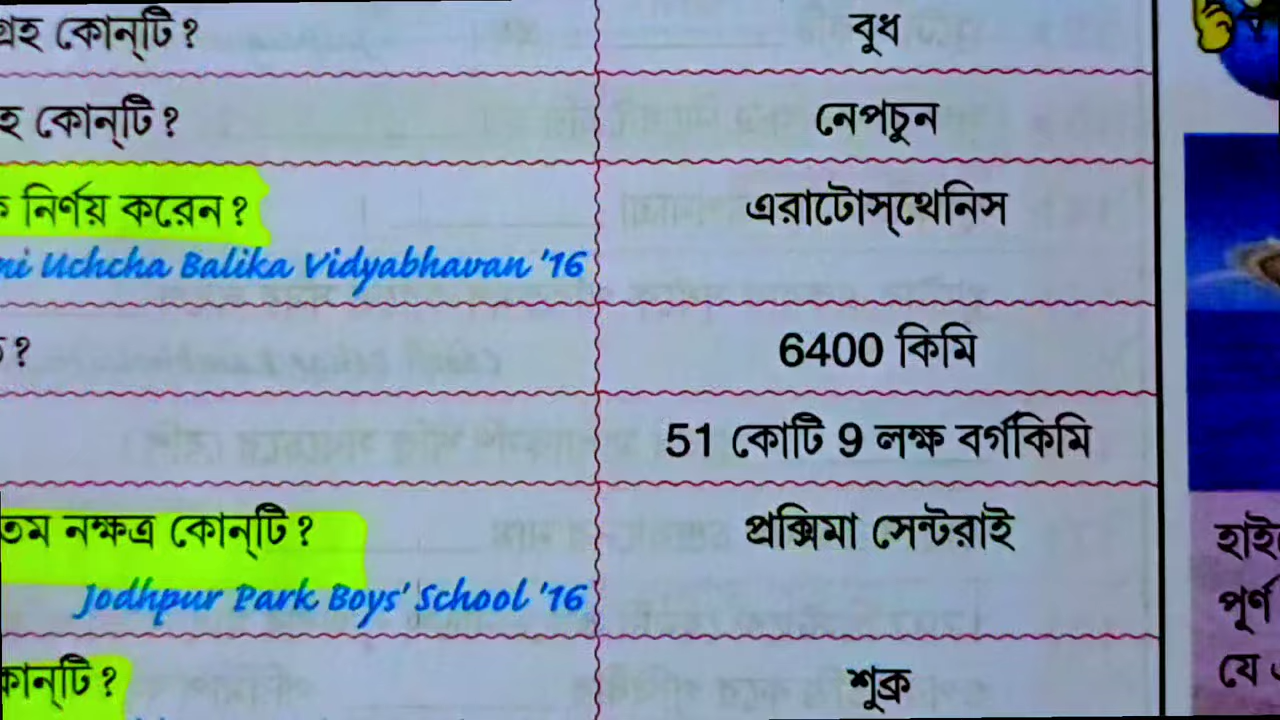 গ্রহ কোন্‌টি? বুধ
হ কোন্‌টি? নেপচুন
নির্ণয় করেন? এরাটোস্‌থেনিস
ni Uchcha Balika Vidyabhavan '16
? 6400 কিমি
51 কোটি 9 লক্ষ বর্গকিমি
তম নক্ষত্র কোন্‌টি? প্রক্সিমা সেন্টরাই
Jodhpur Park Boys' School '16
কোন্‌টি? শুক্র
হাই
পূর্ণ
যে